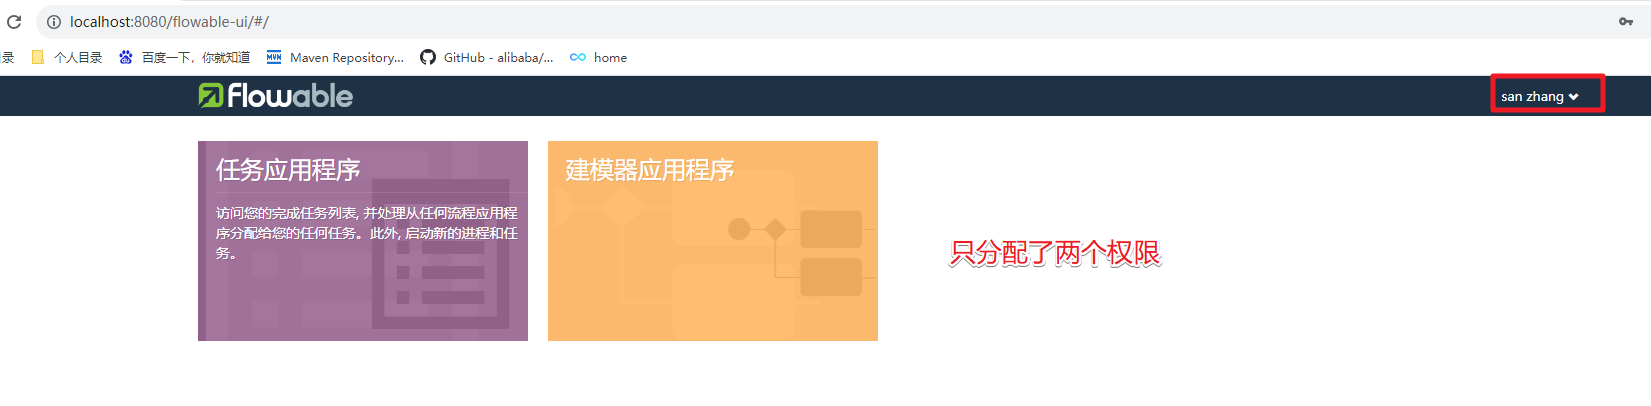 localhost:8080/flowable-ui/#/
录 个人目录 百度一下，你就知道 MVN Maven Repository... GitHub - alibaba/... home
flowable san zhang
任务应用程序 建模器应用程序
访问您的完成任务列表, 并处理从任何流程应用程
序分配给您的任何任务。此外, 启动新的进程和任
务。
只分配了两个权限